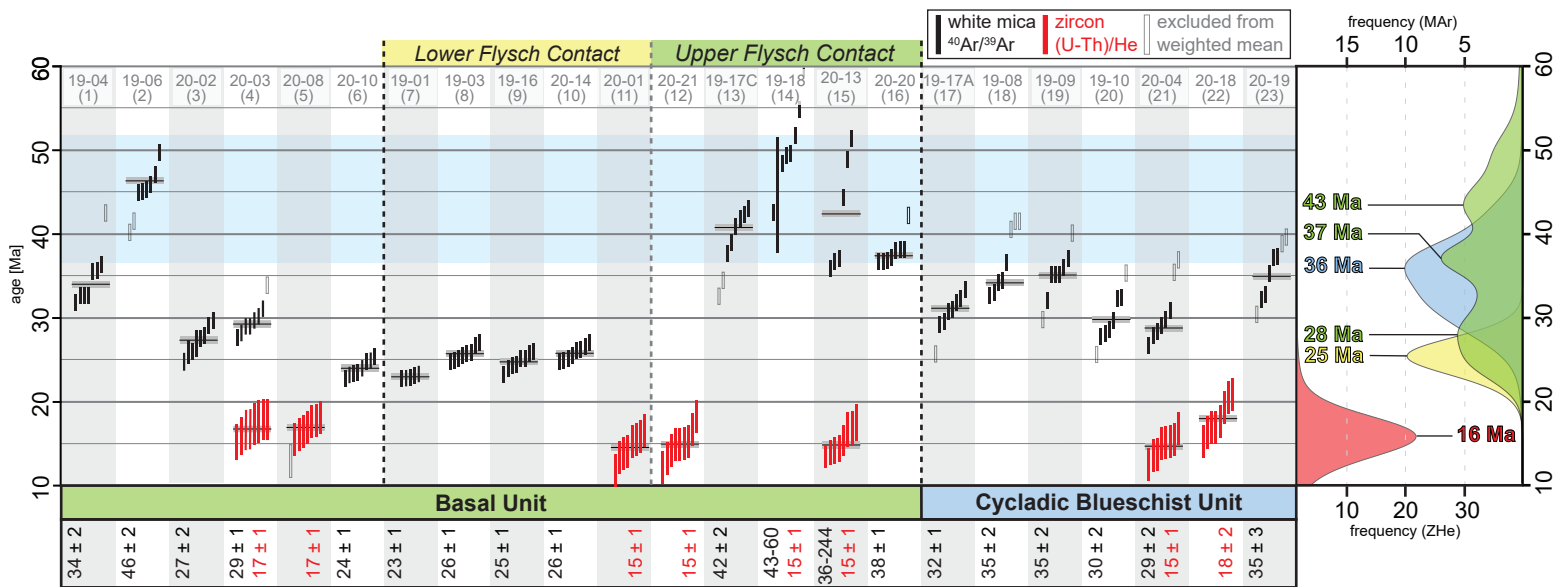 white mica
⁴⁰Ar/³⁹Ar
zircon
(U-Th)/He
excluded from
weighted mean
frequency (MAr)
15 10 5
Lower Flysch Contact
Upper Flysch Contact
19-04 19-06 20-02 20-03 20-08 20-10 19-01 19-03 19-16 20-14 20-01 20-21 19-17C 19-18 20-13 20-20 19-17A 19-08 19-09 19-10 20-04 20-18 20-19
(1) (2) (3) (4) (5) (6) (7) (8) (9) (10) (11) (12) (13) (14) (15) (16) (17) (18) (19) (20) (21) (22) (23)
age [Ma]
60 60
50 50
43 Ma
40 40
37 Ma
36 Ma
30 30
28 Ma
25 Ma
20 20
16 Ma
10 10
Basal Unit
Cycladic Blueschist Unit
10 20 30
frequency (ZHe)
34 ± 2
46 ± 2
27 ± 2
29 ± 1
17 ± 1
17 ± 1
24 ± 1
23 ± 1
26 ± 1
25 ± 1
26 ± 1
15 ± 1
15 ± 1
42 ± 2
43-60
15 ± 1
36-244
15 ± 1
38 ± 1
32 ± 1
35 ± 2
35 ± 2
30 ± 2
29 ± 2
15 ± 1
18 ± 2
35 ± 3